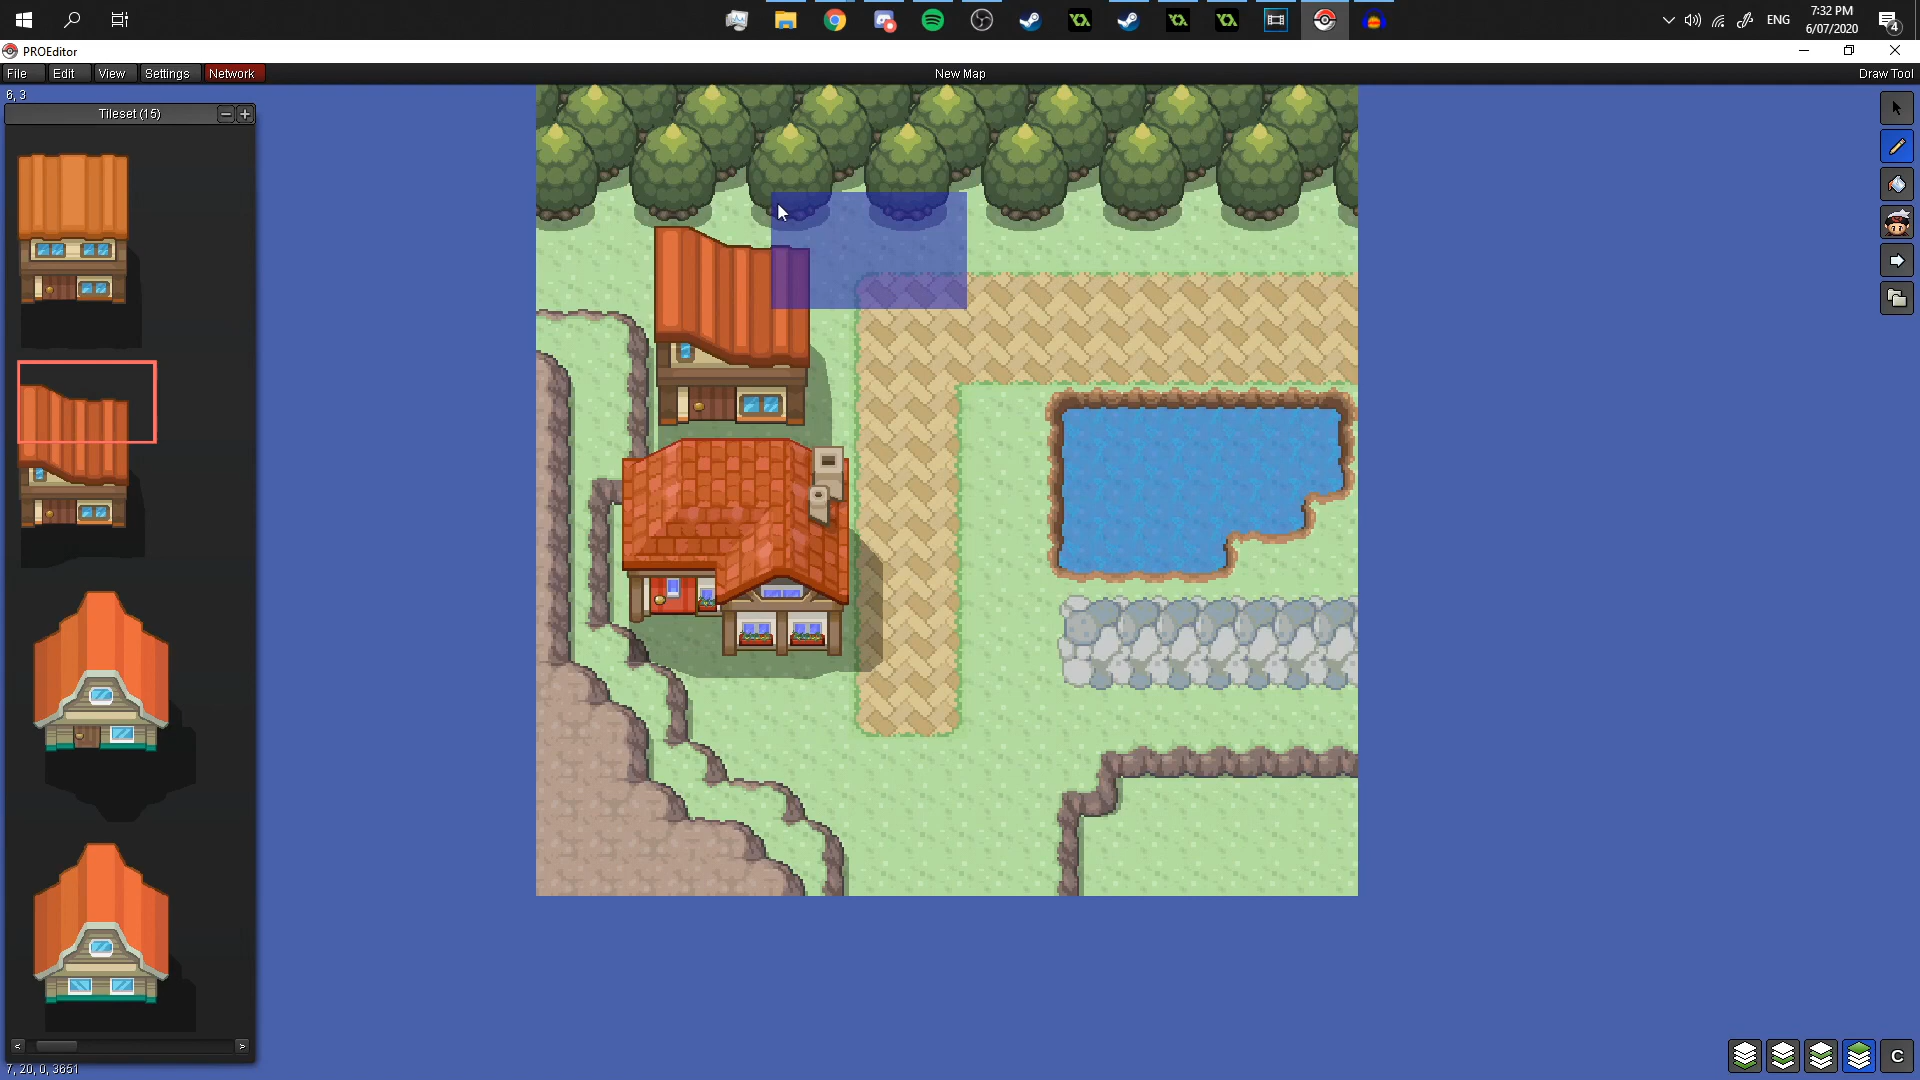 7:32 PM
ENG
6/07/2020
4
PROEditor
File Edit View Settings Network
New Map
Draw Tool
6, 3
Tileset (15)
7, 20, 0, 3651
C